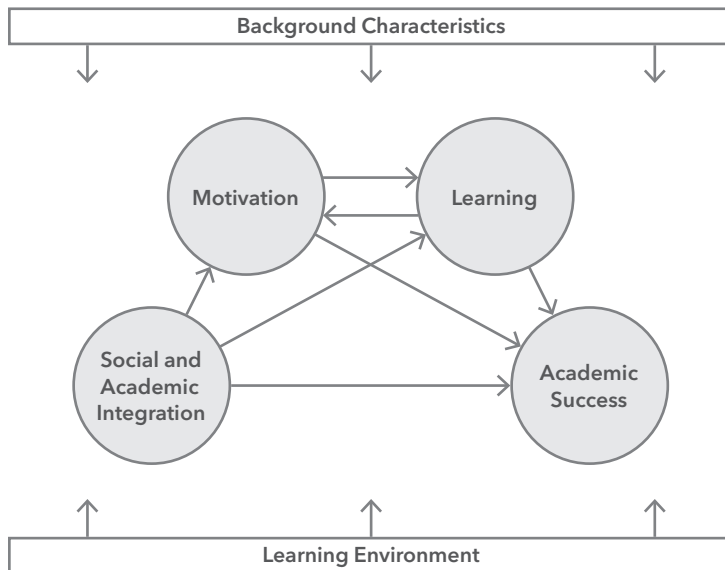 Background Characteristics
Motivation
Learning
Social and
Academic
Integration
Academic
Success
Learning Environment